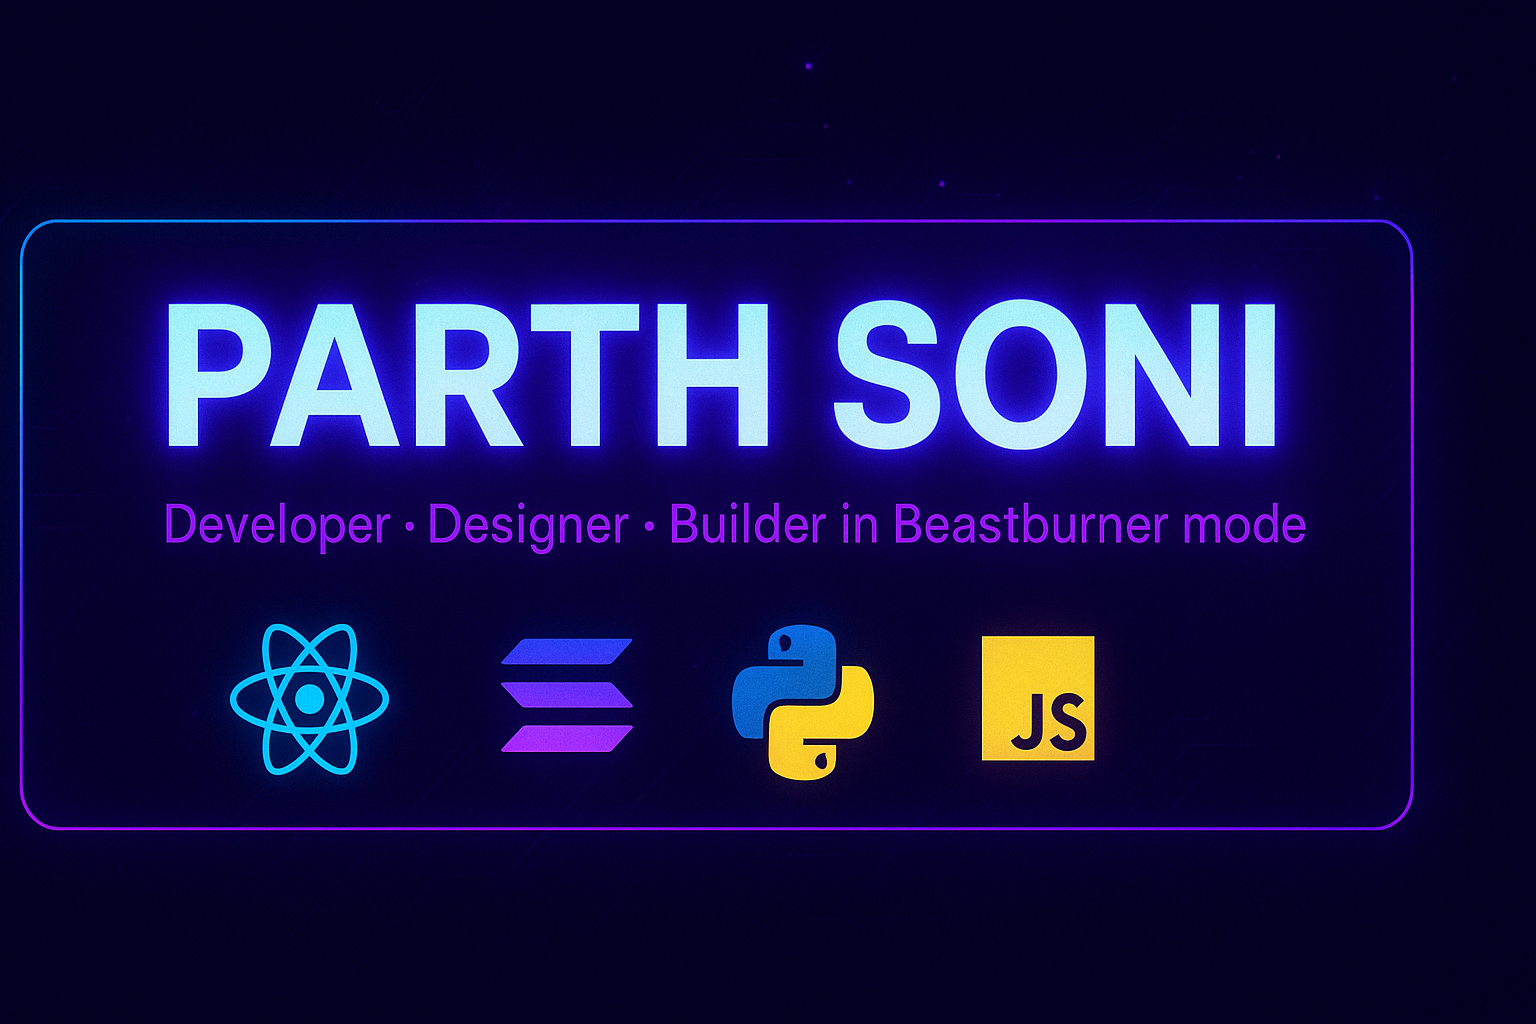 PARTH SONI
Developer • Designer • Builder in Beastburner mode
JS